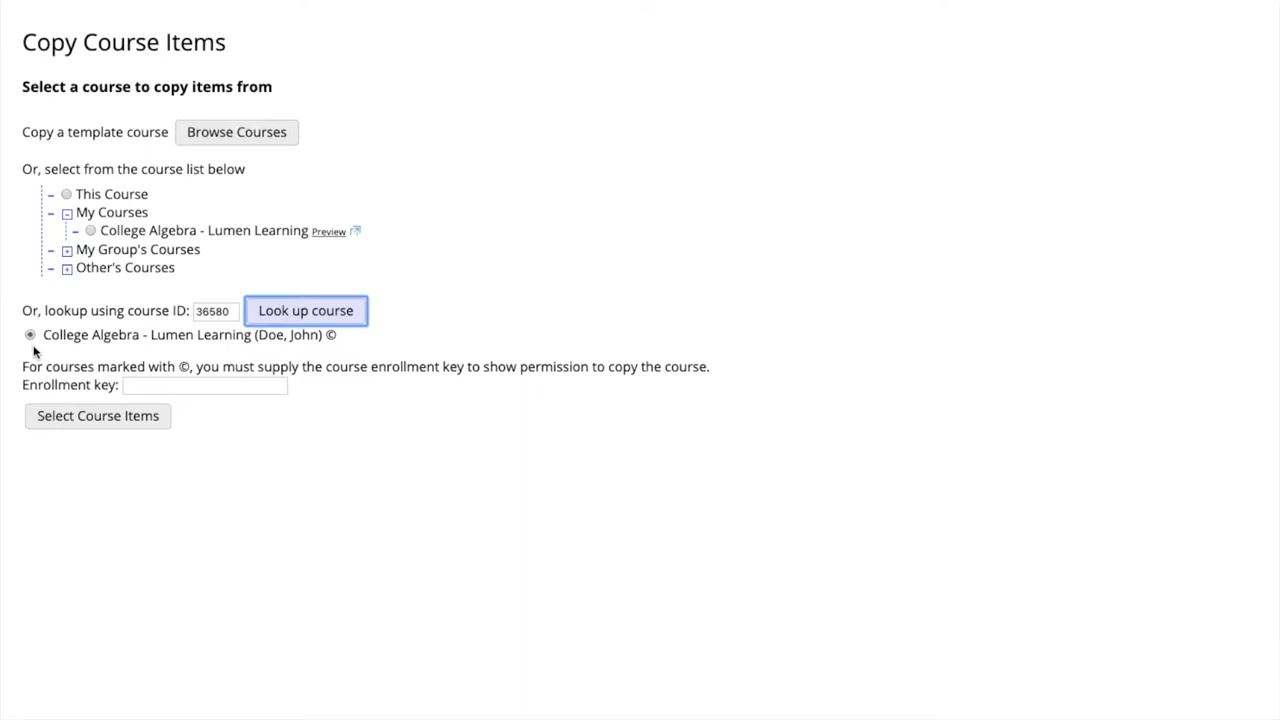 Copy Course Items
Select a course to copy items from
Copy a template course Browse Courses
Or, select from the course list below
This Course
My Courses
College Algebra - Lumen Learning Preview
My Group's Courses
Other's Courses
Or, lookup using course ID: 36580 Look up course
College Algebra - Lumen Learning (Doe, John) ©
For courses marked with ©, you must supply the course enrollment key to show permission to copy the course.
Enrollment key:
Select Course Items